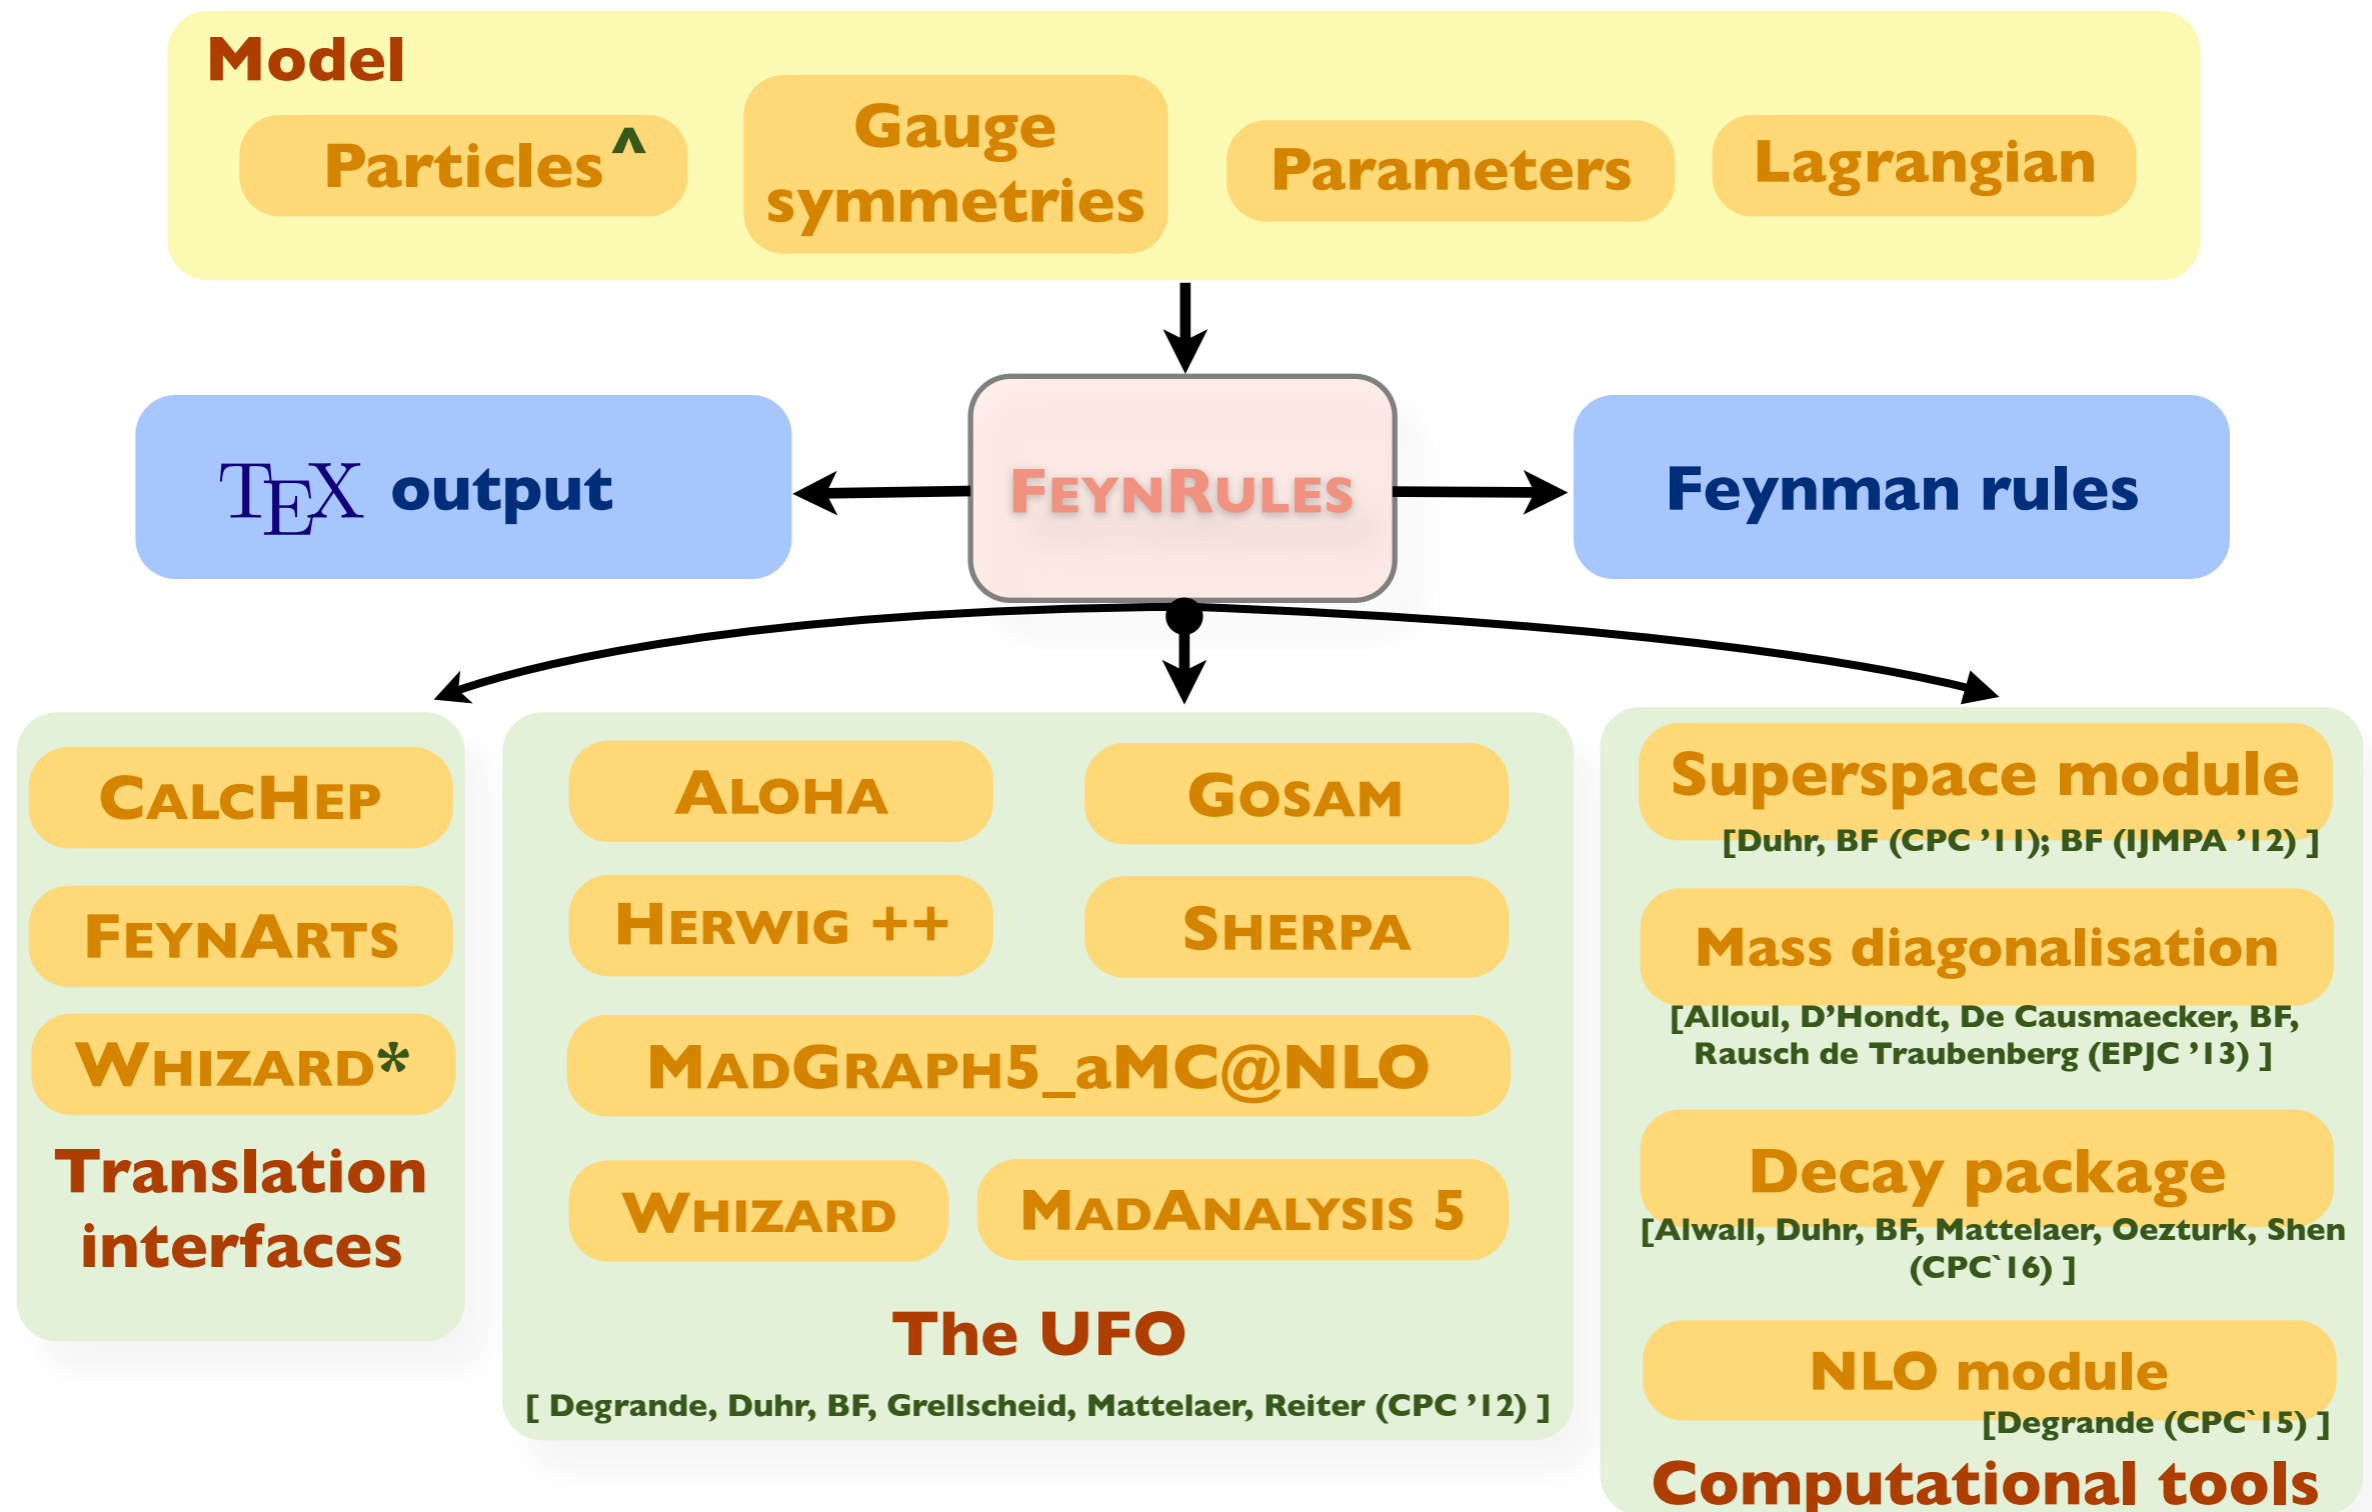 Model
Particles^
Gauge
symmetries
Parameters
Lagrangian
TEX output
FEYNRULES
Feynman rules
CALCHEP
FEYNARTS
WHIZARD*
Translation
interfaces
ALOHA
GOSAM
HERWIG ++
SHERPA
MADGRAPH5_aMC@NLO
WHIZARD
MADANALYSIS 5
The UFO
[ Degrande, Duhr, BF, Grellscheid, Mattelaer, Reiter (CPC ’12) ]
Superspace module
[Duhr, BF (CPC ’11); BF (IJMPA ’12) ]
Mass diagonalisation
[Alloul, D’Hondt, De Causmaecker, BF,
Rausch de Traubenberg (EPJC ’13) ]
Decay package
[Alwall, Duhr, BF, Mattelaer, Oezturk, Shen
(CPC`16) ]
NLO module
[Degrande (CPC`15) ]
Computational tools